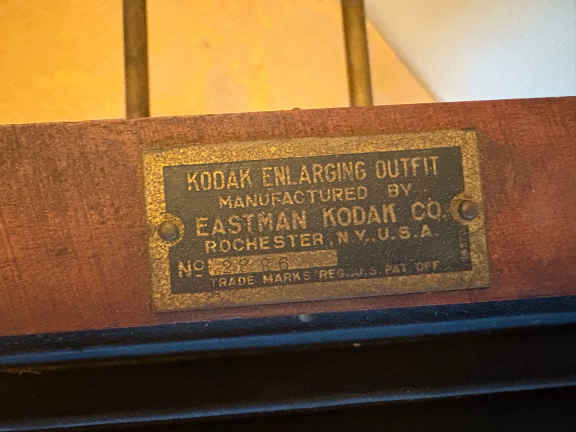 KODAK ENLARGING OUTFIT
MANUFACTURED BY
EASTMAN KODAK CO.
ROCHESTER, N.Y., U.S.A.
No
TRADE MARKS REG. U.S. PAT. OFF.